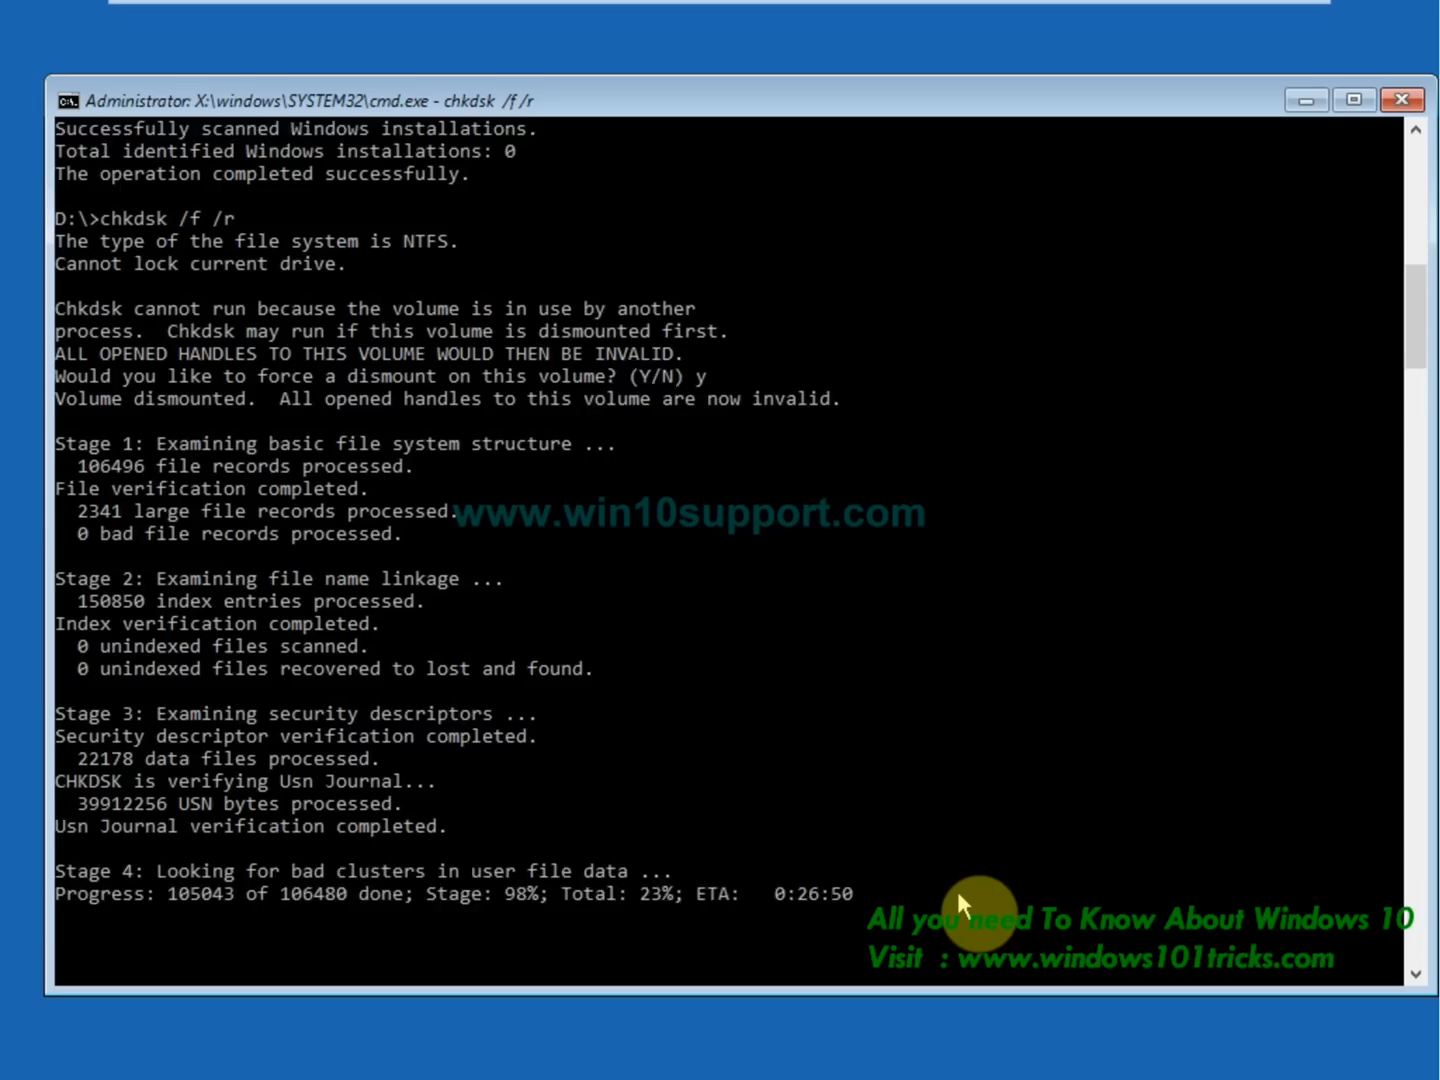 Administrator: X:\windows\SYSTEM32\cmd.exe - chkdsk /f /r
Successfully scanned Windows installations.
Total identified Windows installations: 0
The operation completed successfully.
D:\>chkdsk /f /r
The type of the file system is NTFS.
Cannot lock current drive.
Chkdsk cannot run because the volume is in use by another
process.  Chkdsk may run if this volume is dismounted first.
ALL OPENED HANDLES TO THIS VOLUME WOULD THEN BE INVALID.
Would you like to force a dismount on this volume? (Y/N) y
Volume dismounted.  All opened handles to this volume are now invalid.
Stage 1: Examining basic file system structure ...
106496 file records processed.
File verification completed.
2341 large file records processed.
www.win10support.com
0 bad file records processed.
Stage 2: Examining file name linkage ...
150850 index entries processed.
Index verification completed.
0 unindexed files scanned.
0 unindexed files recovered to lost and found.
Stage 3: Examining security descriptors ...
Security descriptor verification completed.
22178 data files processed.
CHKDSK is verifying Usn Journal...
39912256 USN bytes processed.
Usn Journal verification completed.
Stage 4: Looking for bad clusters in user file data ...
Progress: 105043 of 106480 done; Stage: 98%; Total: 23%; ETA:   0:26:50
All you need To Know About Windows 10
Visit : www.windows101tricks.com